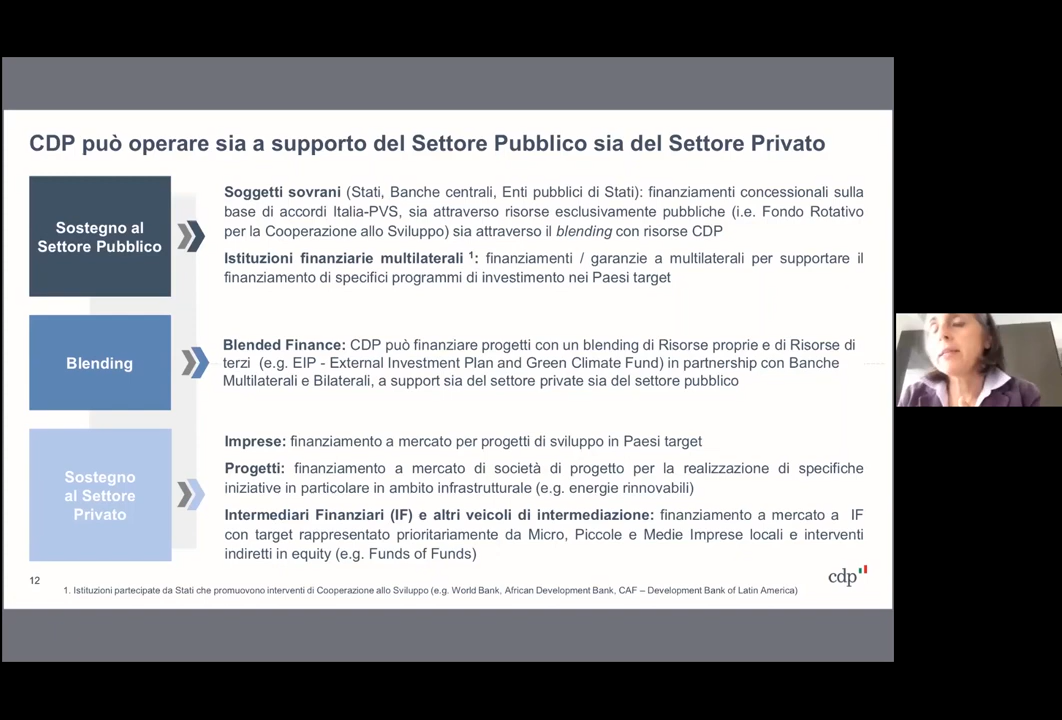 CDP può operare sia a supporto del Settore Pubblico sia del Settore Privato
Sostegno al
Settore Pubblico
Soggetti sovrani (Stati, Banche centrali, Enti pubblici di Stati): finanziamenti concessionali sulla
base di accordi Italia-PVS, sia attraverso risorse esclusivamente pubbliche (i.e. Fondo Rotativo
per la Cooperazione allo Sviluppo) sia attraverso il blending con risorse CDP
Istituzioni finanziarie multilaterali 1: finanziamenti / garanzie a multilaterali per supportare il
finanziamento di specifici programmi di investimento nei Paesi target
Blending
Blended Finance: CDP può finanziare progetti con un blending di Risorse proprie e di Risorse di
terzi (e.g. EIP - External Investment Plan and Green Climate Fund) in partnership con Banche
Multilaterali e Bilaterali, a support sia del settore private sia del settore pubblico
Sostegno
al Settore
Privato
Imprese: finanziamento a mercato per progetti di sviluppo in Paesi target
Progetti: finanziamento a mercato di società di progetto per la realizzazione di specifiche
iniziative in particolare in ambito infrastrutturale (e.g. energie rinnovabili)
Intermediari Finanziari (IF) e altri veicoli di intermediazione: finanziamento a mercato a IF
con target rappresentato prioritariamente da Micro, Piccole e Medie Imprese locali e interventi
indiretti in equity (e.g. Funds of Funds)
12
1. Istituzioni partecipate da Stati che promuovono interventi di Cooperazione allo Sviluppo (e.g. World Bank, African Development Bank, CAF – Development Bank of Latin America)
cdp